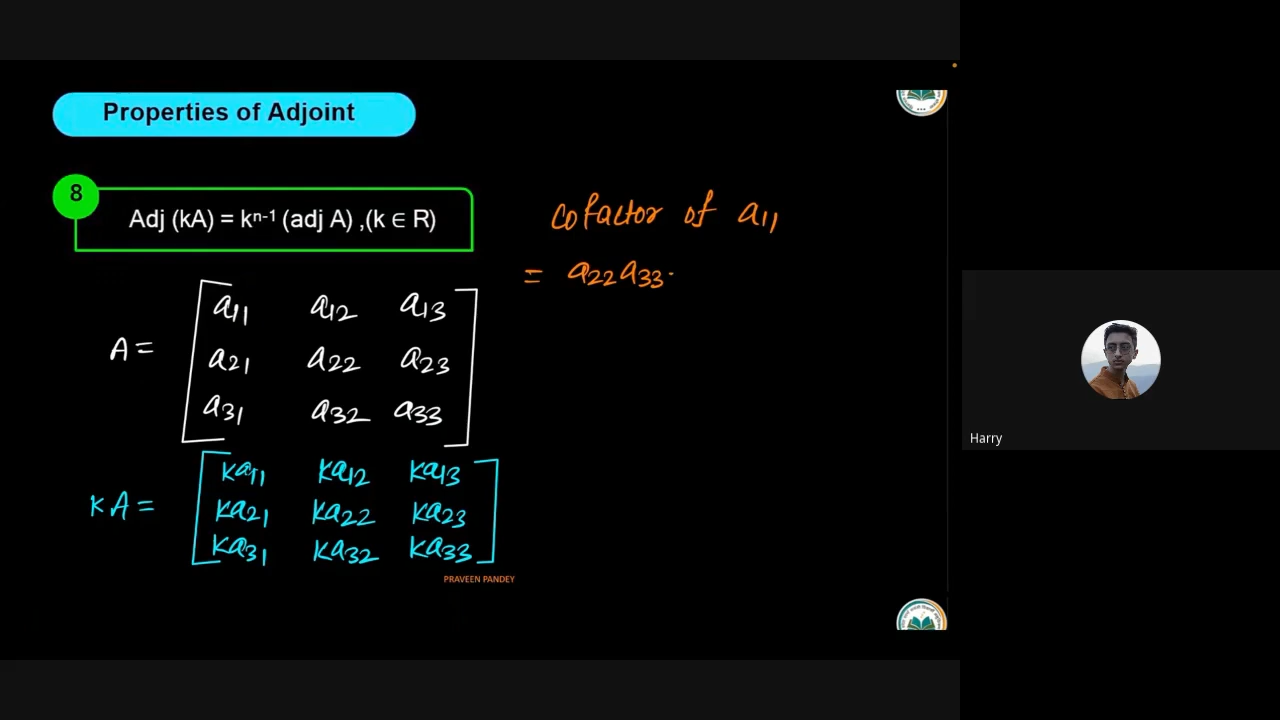 Properties of Adjoint
8
Adj (kA) = kⁿ⁻¹ (adj A) ,(k ∈ R)
cofactor of a₁₁
= a₂₂a₃₃-
A = [a₁₁ a₁₂ a₁₃
a₂₁ a₂₂ a₂₃
a₃₁ a₃₂ a₃₃]
KA = [Ka₁₁ Ka₁₂ Ka₁₃
Ka₂₁ Ka₂₂ Ka₂₃
Ka₃₁ Ka₃₂ Ka₃₃]
PRAVEEN PANDEY
Harry